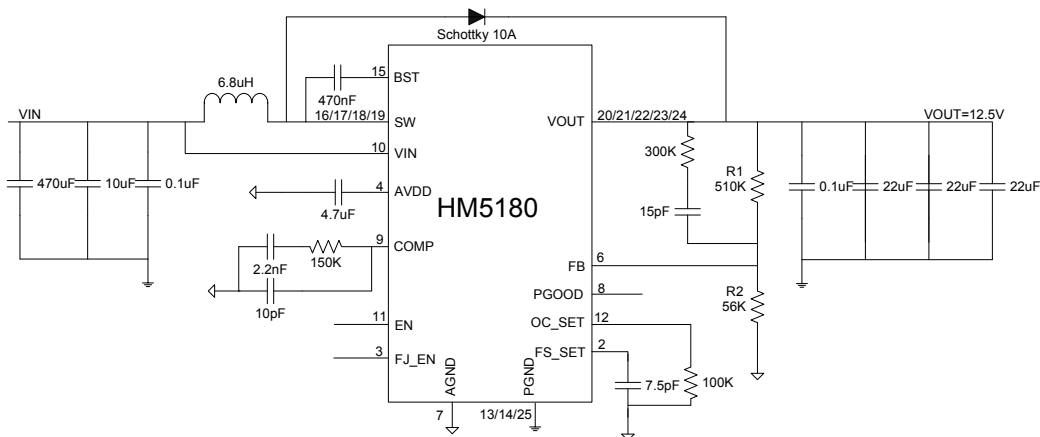 Schottky 10A
15
BST
6.8uH
470nF
16/17/18/19
SW
VOUT
20/21/22/23/24
VIN
VOUT=12.5V
10
VIN
300K
R1
510K
470uF
10uF
0.1uF
4
AVDD
4.7uF
HM5180
15pF
0.1uF
22uF
22uF
22uF
9
COMP
2.2nF
150K
6
FB
10pF
PGOOD
8
R2
56K
11
EN
OC_SET
12
3
FJ_EN
FS_SET
2
AGND
PGND
7.5pF
100K
7
13/14/25